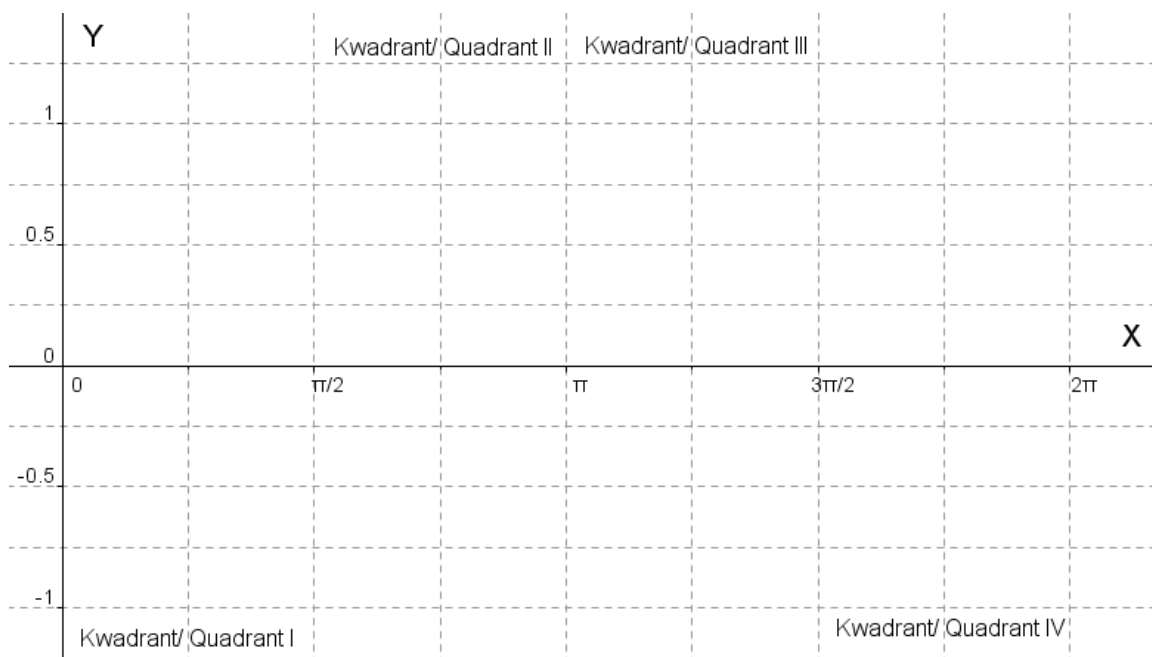 Y
Kwadrant/ Quadrant II
Kwadrant/ Quadrant III
1
0.5
X
0
0
π/2
π
3π/2
2π
-0.5
-1
Kwadrant/ Quadrant I
Kwadrant/ Quadrant IV